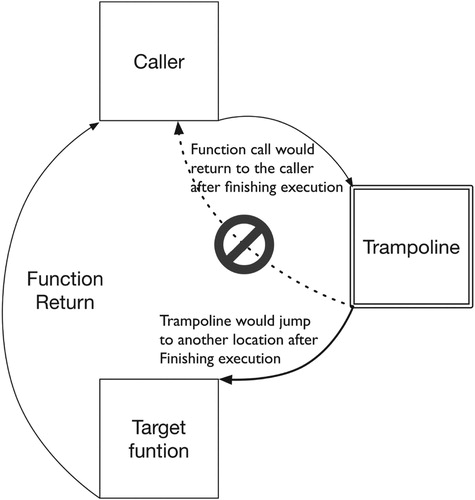 Caller
Function call would
return to the caller
after finishing execution
Trampoline
Function
Return
Trampoline would jump
to another location after
Finishing execution
Target
funtion